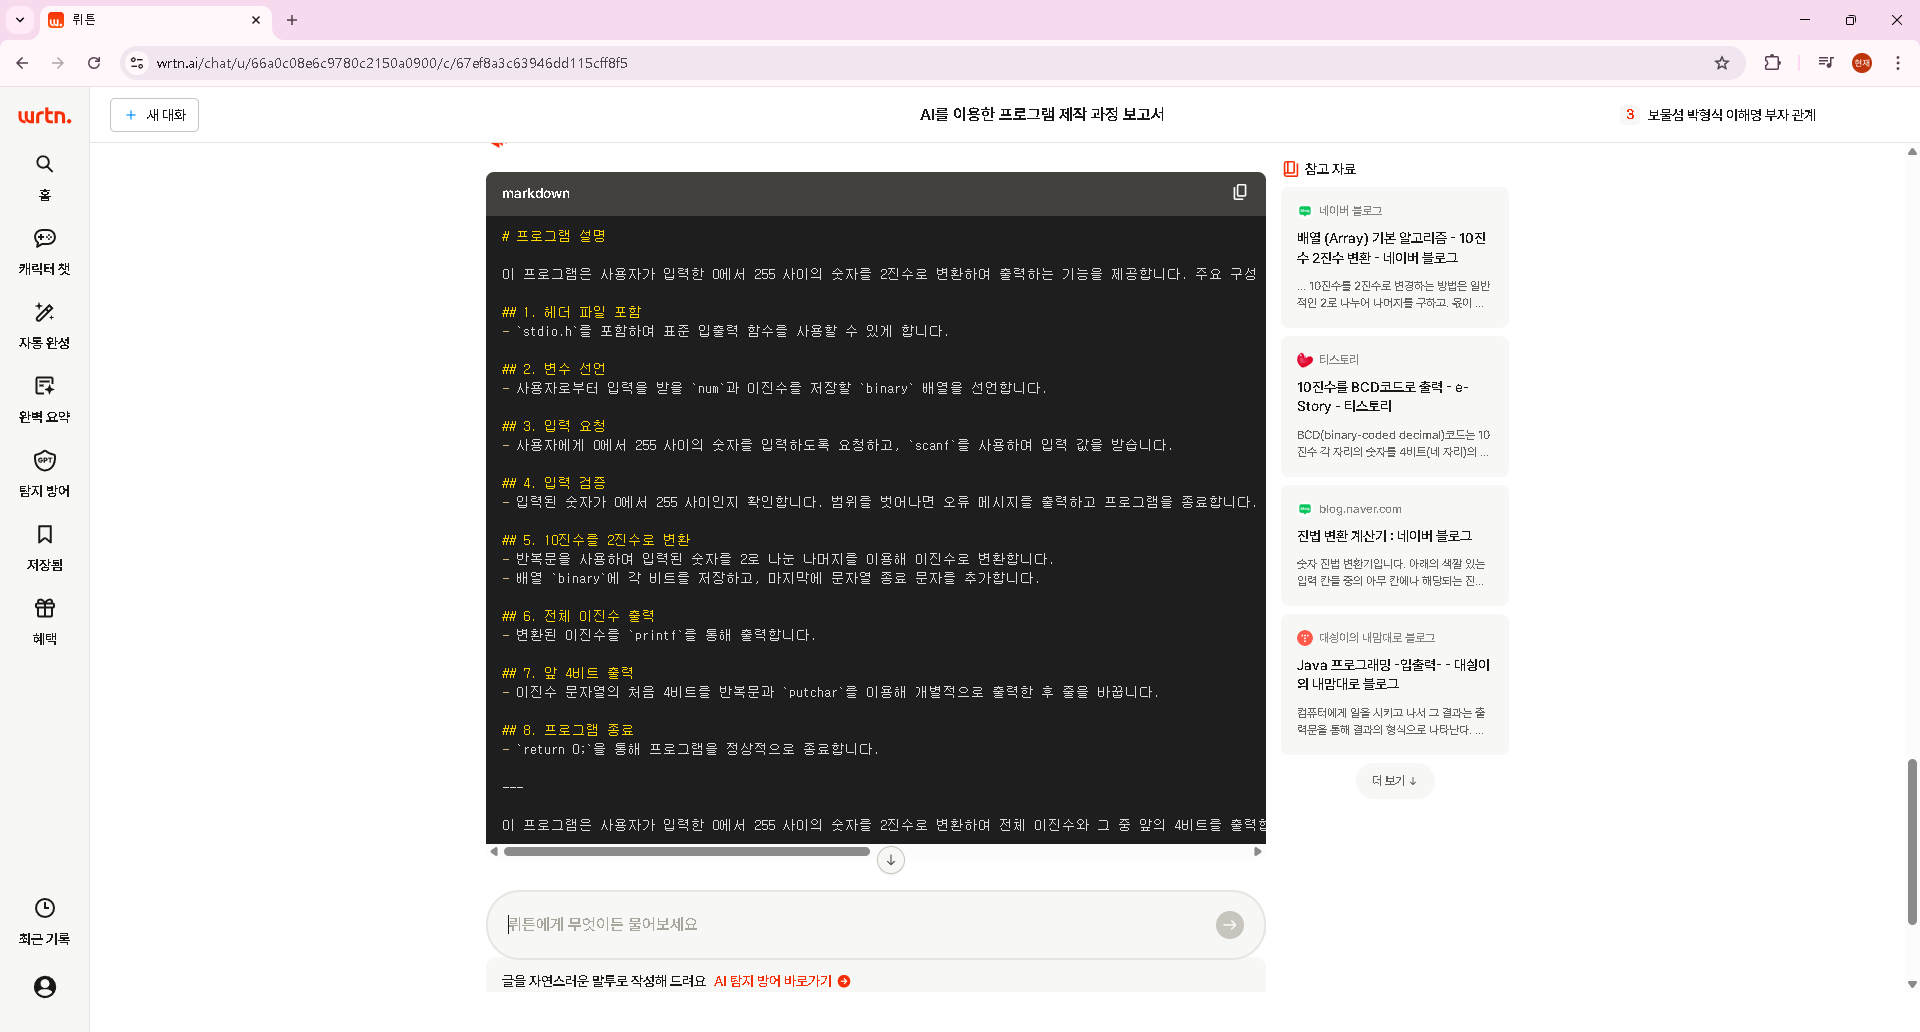 뤼튼
wrtn.ai/chat/u/66a0c08e6c9780c2150a0900/c/67ef8a3c63946dd115cff8f5
현재
wrtn.
새 대화
AI를 이용한 프로그램 제작 과정 보고서
3 보물섬 박형식 이해영 부자 관계
홈
캐릭터 챗
자동 완성
완벽 요약
GPT
탐지 방어
저장됨
혜택
최근 기록
markdown
# 프로그램 설명
이 프로그램은 사용자가 입력한 0에서 255 사이의 숫자를 2진수로 변환하여 출력하는 기능을 제공합니다. 주요 구성
## 1. 헤더 파일 포함
- `stdio.h`를 포함하여 표준 입출력 함수를 사용할 수 있게 합니다.
## 2. 변수 선언
- 사용자로부터 입력을 받을 `num`과 이진수를 저장할 `binary` 배열을 선언합니다.
## 3. 입력 요청
- 사용자에게 0에서 255 사이의 숫자를 입력하도록 요청하고, `scanf`를 사용하여 입력 값을 받습니다.
## 4. 입력 검증
- 입력된 숫자가 0에서 255 사이인지 확인합니다. 범위를 벗어나면 오류 메시지를 출력하고 프로그램을 종료합니다.
## 5. 10진수를 2진수로 변환
- 반복문을 사용하여 입력된 숫자를 2로 나눈 나머지를 이용해 이진수로 변환합니다.
- 배열 `binary`에 각 비트를 저장하고, 마지막에 문자열 종료 문자를 추가합니다.
## 6. 전체 이진수 출력
- 변환된 이진수를 `printf`를 통해 출력합니다.
## 7. 앞 4비트 출력
- 이진수 문자열의 처음 4비트를 반복문과 `putchar`를 이용해 개별적으로 출력한 후 줄을 바꿉니다.
## 8. 프로그램 종료
- `return 0;`을 통해 프로그램을 정상적으로 종료합니다.
---
이 프로그램은 사용자가 입력한 0에서 255 사이의 숫자를 2진수로 변환하여 전체 이진수와 그 중 앞의 4비트를 출력합
뤼튼에게 무엇이든 물어보세요
글을 자연스러운 말투로 작성해 드려요 AI 탐지 방어 바로가기
참고 자료
네이버 블로그
배열 (Array) 기본 알고리즘 - 10진
수 2진수 변환 - 네이버 블로그
... 10진수를 2진수로 변경하는 방법은 일반
적인 2로 나누어 나머지를 구하고. 몫이 ...
티스토리
10진수를 BCD코드로 출력 - e-
Story - 티스토리
BCD(binary-coded decimal)코드는 10
진수 각 자리의 숫자를 4비트(네 자리)의 ...
blog.naver.com
진법 변환 계산기 : 네이버 블로그
숫자 진법 변환기입니다. 아래의 색깔 있는
입력 칸들 중의 아무 칸에나 해당되는 진...
대슁이의 내맘대로 블로그
Java 프로그래밍 -입출력- - 대슁이
의 내맘대로 블로그
컴퓨터에게 일을 시키고 나서 그 결과는 출
력문을 통해 결과의 형식으로 나타난다. ...
더 보기